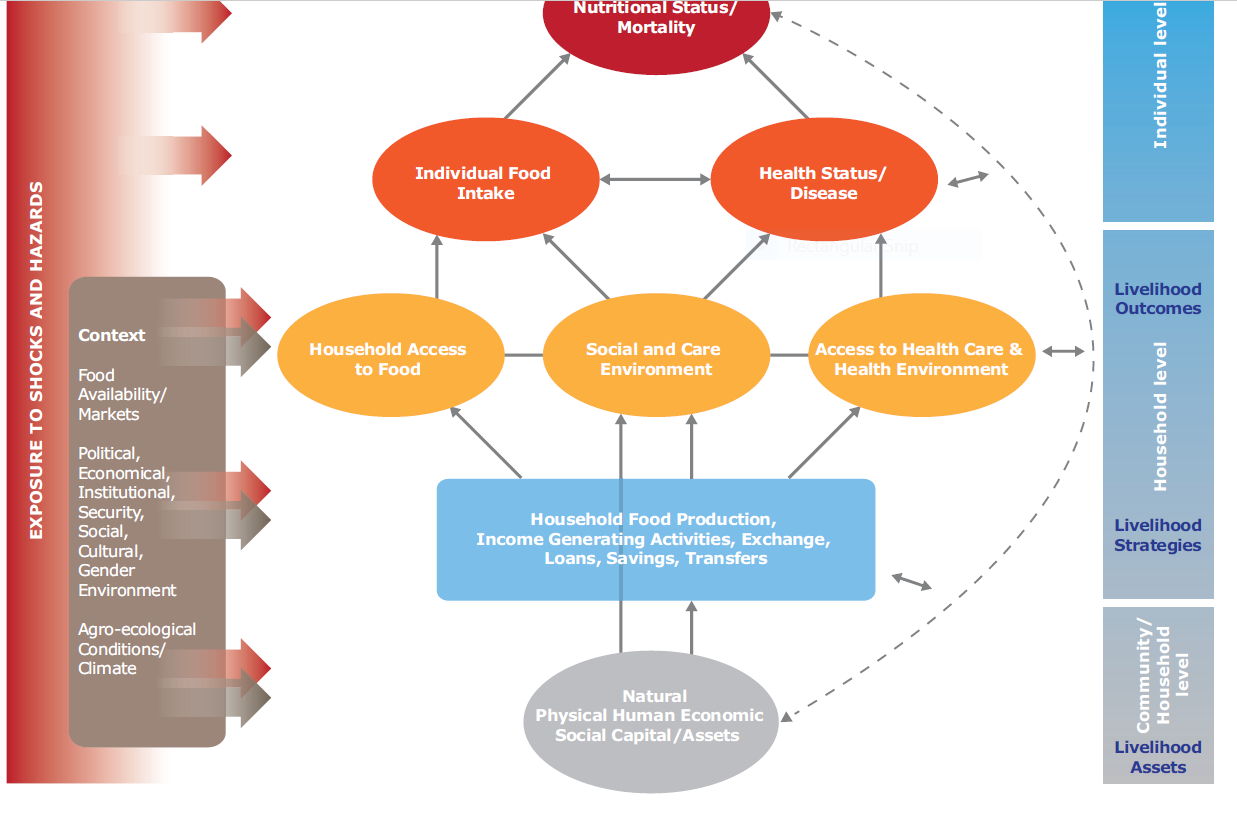 Nutritional Status/
Mortality
Individual level
Individual Food
Intake
Health Status/
Disease
Rectangular Snip
EXPOSURE TO SHOCKS AND HAZARDS
Context
Food
Availability/
Markets
Political,
Economical,
Institutional,
Security,
Social,
Cultural,
Gender
Environment
Agro-ecological
Conditions/
Climate
Household Access
to Food
Social and Care
Environment
Access to Health Care &
Health Environment
Livelihood
Outcomes
Household level
Livelihood
Strategies
Household Food Production,
Income Generating Activities, Exchange,
Loans, Savings, Transfers
Natural
Physical Human Economic
Social Capital/Assets
Community/
Household
level
Livelihood
Assets